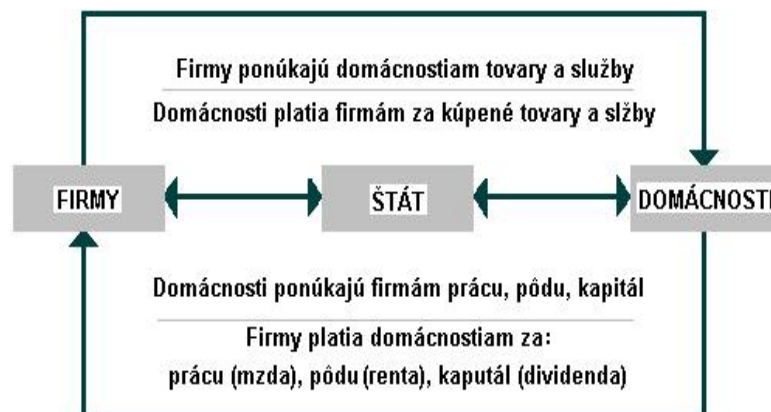 Firmy ponúkajú domácnostiam tovary a služby
Domácnosti platia firmám za kúpené tovary a slžby
FIRMY
ŠTÁT
DOMÁCNOSTI
Domácnosti ponúkajú firmám prácu, pôdu, kapitál
Firmy platia domácnostiam za:
prácu (mzda), pôdu (renta), kaputál (dividenda)